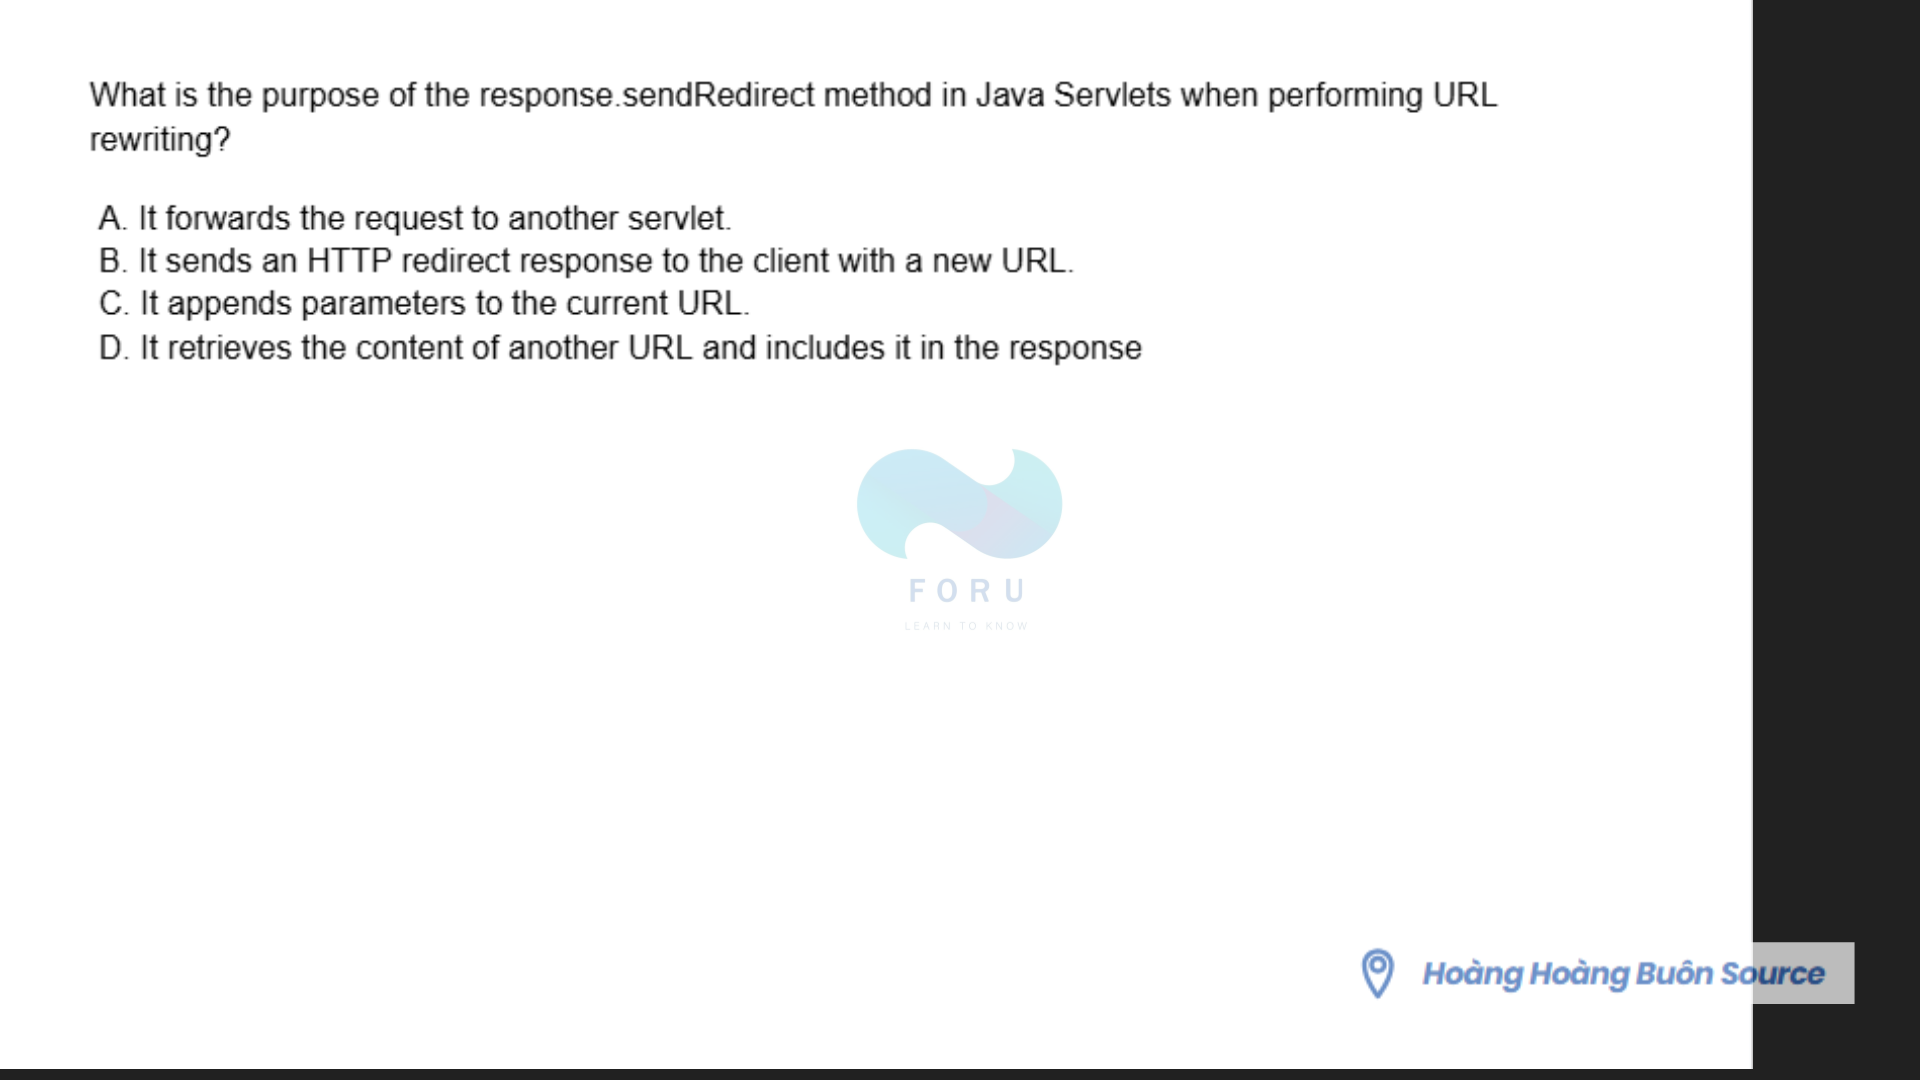 What is the purpose of the response.sendRedirect method in Java Servlets when performing URL
rewriting?
A. It forwards the request to another servlet.
B. It sends an HTTP redirect response to the client with a new URL.
C. It appends parameters to the current URL.
D. It retrieves the content of another URL and includes it in the response
FORU
LEARN TO KNOW
Hoàng Hoàng Buôn Source